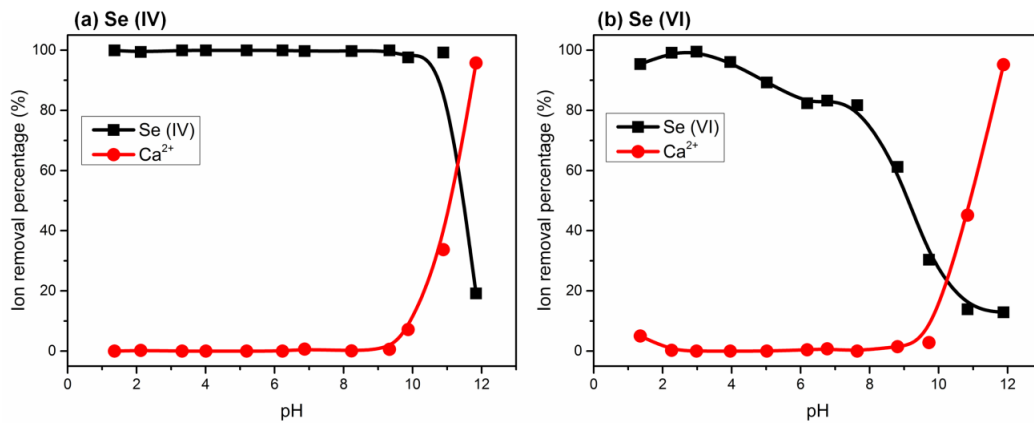 (a) Se (IV)
Ion removal percentage (%)
100
80
60
40
20
0
Se (IV)
Ca²⁺
0 2 4 6 8 10 12
pH
(b) Se (VI)
Ion removal percentage (%)
100
80
60
40
20
0
Se (VI)
Ca²⁺
0 2 4 6 8 10 12
pH